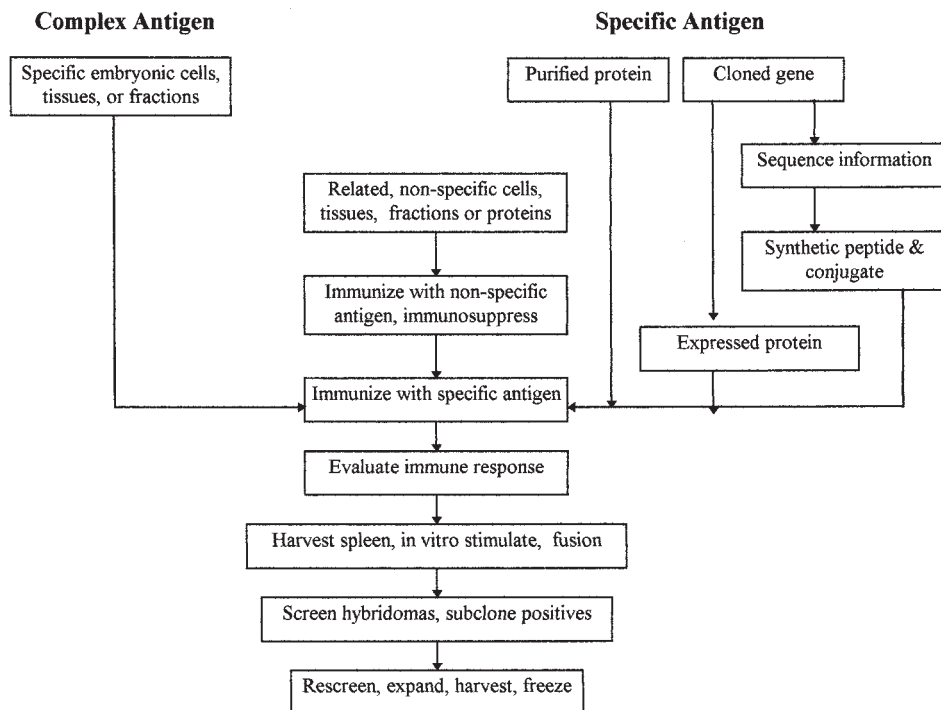 Complex Antigen
Specific Antigen
Specific embryonic cells,
tissues, or fractions
Purified protein
Cloned gene
Sequence information
Related, non-specific cells,
tissues, fractions or proteins
Synthetic peptide &
conjugate
Immunize with non-specific
antigen, immunosuppress
Expressed protein
Immunize with specific antigen
Evaluate immune response
Harvest spleen, in vitro stimulate, fusion
Screen hybridomas, subclone positives
Rescreen, expand, harvest, freeze